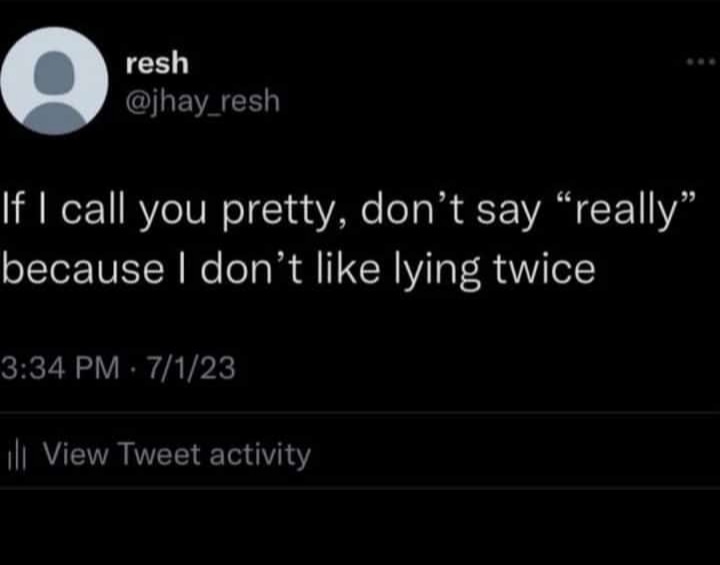 resh
@jhay_resh
If I call you pretty, don’t say “really”
because I don’t like lying twice
3:34 PM · 7/1/23
View Tweet activity